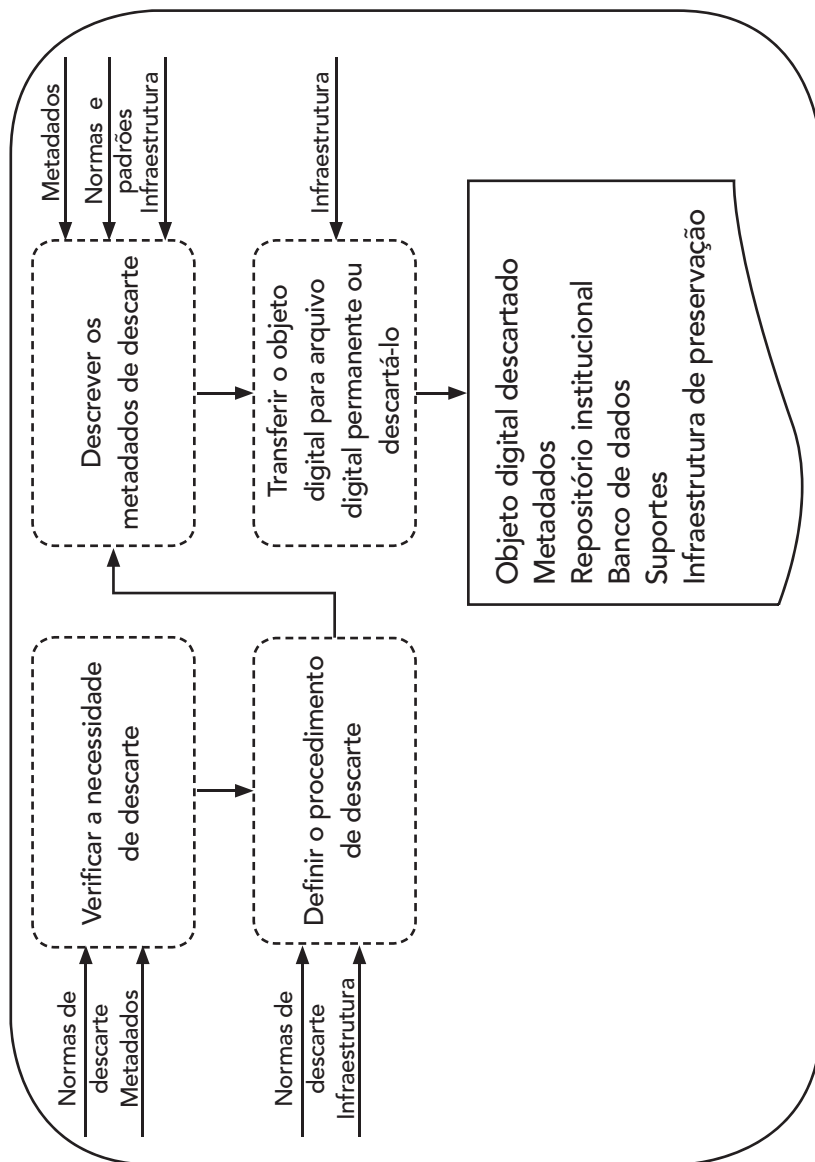 Normas de
descarte
Metadados
Verificar a necessidade
de descarte
Normas de
descarte
Infraestrutura
Definir o procedimento
de descarte
Descrever os
metadados de descarte
Metadados
Normas e
padrões
Infraestrutura
Transferir o objeto
digital para arquivo
digital permanente ou
descartá-lo
Infraestrutura
Objeto digital descartado
Metadados
Repositório institucional
Banco de dados
Suportes
Infraestrutura de preservação